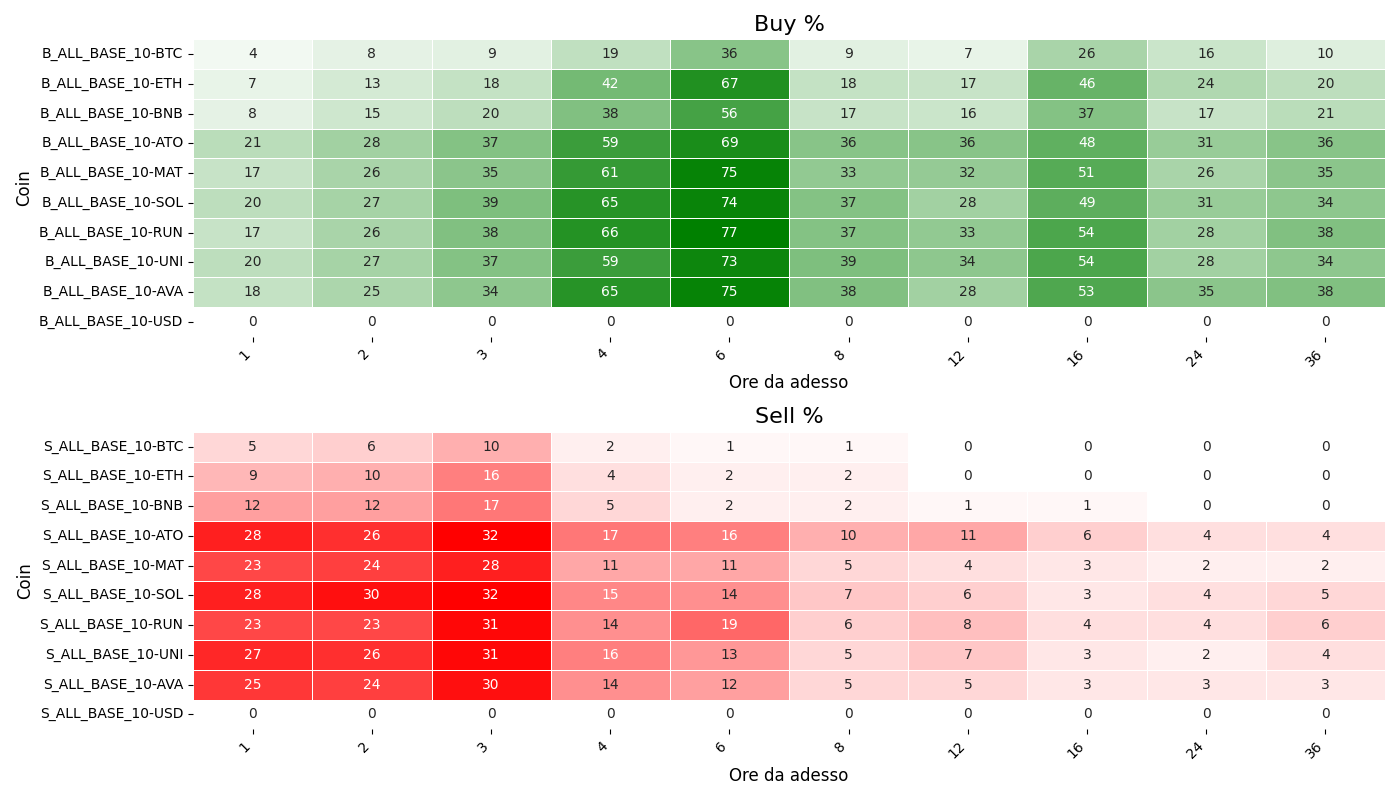 Buy %
Coin
B_ALL_BASE_10-BTC 4 8 9 19 36 9 7 26 16 10
B_ALL_BASE_10-ETH 7 13 18 42 67 18 17 46 24 20
B_ALL_BASE_10-BNB 8 15 20 38 56 17 16 37 17 21
B_ALL_BASE_10-ATO 21 28 37 59 69 36 36 48 31 36
B_ALL_BASE_10-MAT 17 26 35 61 75 33 32 51 26 35
B_ALL_BASE_10-SOL 20 27 39 65 74 37 28 49 31 34
B_ALL_BASE_10-RUN 17 26 38 66 77 37 33 54 28 38
B_ALL_BASE_10-UNI 20 27 37 59 73 39 34 54 28 34
B_ALL_BASE_10-AVA 18 25 34 65 75 38 28 53 35 38
B_ALL_BASE_10-USD 0 0 0 0 0 0 0 0 0 0
1 2 3 4 6 8 12 16 24 36
Ore da adesso
Sell %
Coin
S_ALL_BASE_10-BTC 5 6 10 2 1 1 0 0 0 0
S_ALL_BASE_10-ETH 9 10 16 4 2 2 0 0 0 0
S_ALL_BASE_10-BNB 12 12 17 5 2 2 1 1 0 0
S_ALL_BASE_10-ATO 28 26 32 17 16 10 11 6 4 4
S_ALL_BASE_10-MAT 23 24 28 11 11 5 4 3 2 2
S_ALL_BASE_10-SOL 28 30 32 15 14 7 6 3 4 5
S_ALL_BASE_10-RUN 23 23 31 14 19 6 8 4 4 6
S_ALL_BASE_10-UNI 27 26 31 16 13 5 7 3 2 4
S_ALL_BASE_10-AVA 25 24 30 14 12 5 5 3 3 3
S_ALL_BASE_10-USD 0 0 0 0 0 0 0 0 0 0
1 2 3 4 6 8 12 16 24 36
Ore da adesso